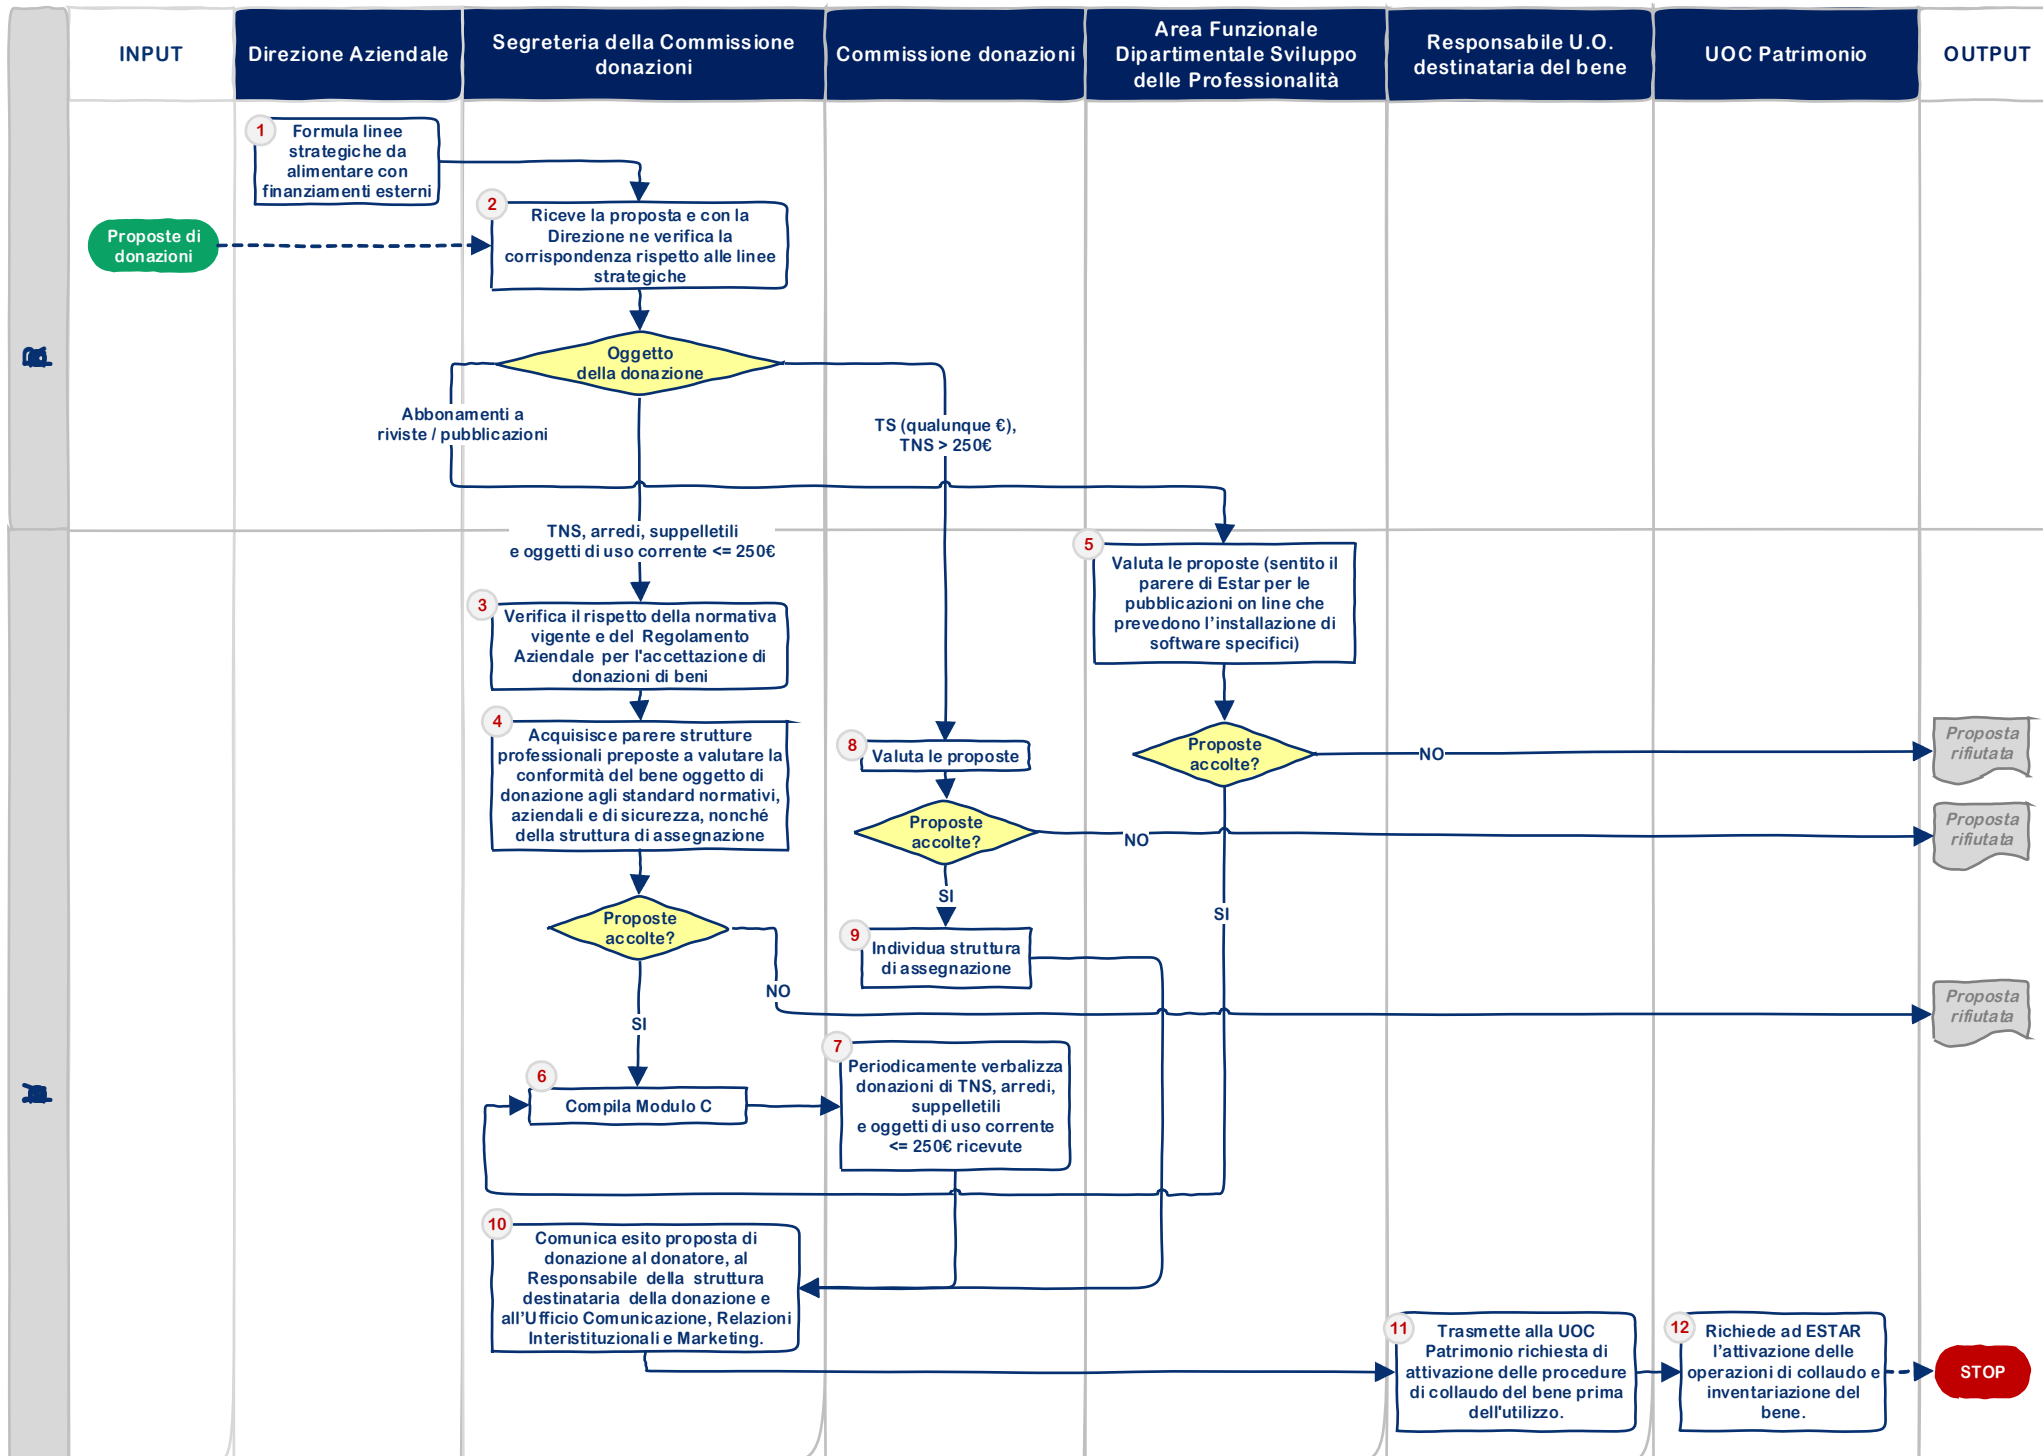 INPUT
Direzione Aziendale
Segreteria della Commissione
donazioni
Commissione donazioni
Area Funzionale
Dipartimentale Sviluppo
delle Professionalità
Responsabile U.O.
destinataria del bene
UOC Patrimonio
OUTPUT
1
Formula linee
strategiche da
alimentare con
finanziamenti esterni
2
Riceve la proposta e con la
Direzione ne verifica la
corrispondenza rispetto alle linee
strategiche
Proposte di
donazioni
Oggetto
della donazione
Abbonamenti a
riviste / pubblicazioni
TS (qualunque €),
TNS > 250€
TNS, arredi, suppelletili
e oggetti di uso corrente <= 250€
5
Valuta le proposte (sentito il
parere di Estar per le
pubblicazioni on line che
prevedono l'installazione di
software specifici)
3
Verifica il rispetto della normativa
vigente e del Regolamento
Aziendale per l'accettazione di
donazioni di beni
4
Acquisisce parere strutture
professionali preposte a valutare la
conformità del bene oggetto di
donazione agli standard normativi,
aziendali e di sicurezza, nonché
della struttura di assegnazione
8
Valuta le proposte
Proposte
accolte?
NO
Proposta
rifiutata
Proposte
accolte?
NO
Proposta
rifiutata
SI
SI
Proposte
accolte?
9
Individua struttura
di assegnazione
NO
Proposta
rifiutata
SI
6
Compila Modulo C
7
Periodicamente verbalizza
donazioni di TNS, arredi,
suppelletili
e oggetti di uso corrente
<= 250€ ricevute
10
Comunica esito proposta di
donazione al donatore, al
Responsabile della struttura
destinataria della donazione e
all'Ufficio Comunicazione, Relazioni
Interistituzionali e Marketing.
11
Trasmette alla UOC
Patrimonio richiesta di
attivazione delle procedure
di collaudo del bene prima
dell'utilizzo.
12
Richiede ad ESTAR
l'attivazione delle
operazioni di collaudo e
inventariazione del
bene.
STOP